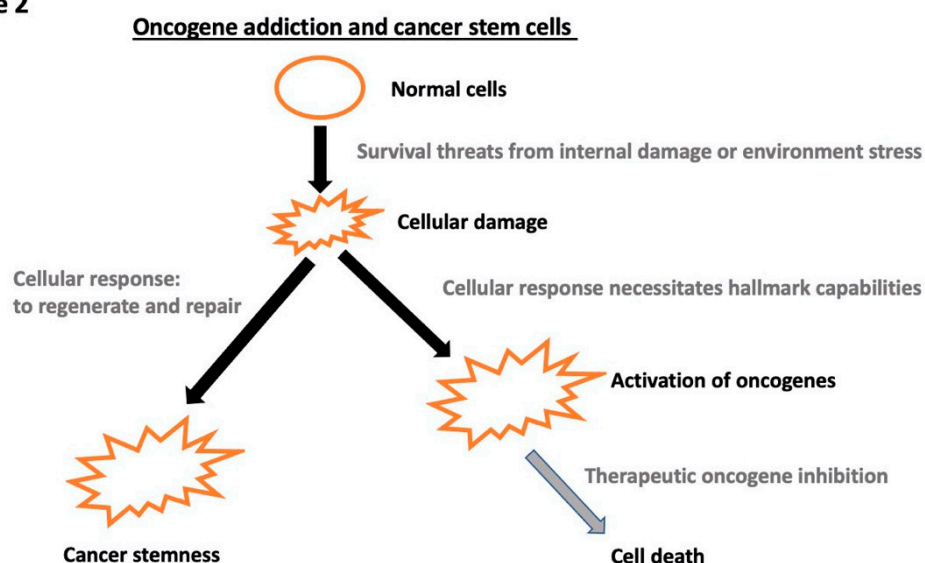 e 2
Oncogene addiction and cancer stem cells
Normal cells
Survival threats from internal damage or environment stress
Cellular damage
Cellular response:
to regenerate and repair
Cellular response necessitates hallmark capabilities
Activation of oncogenes
Therapeutic oncogene inhibition
Cancer stemness
Cell death